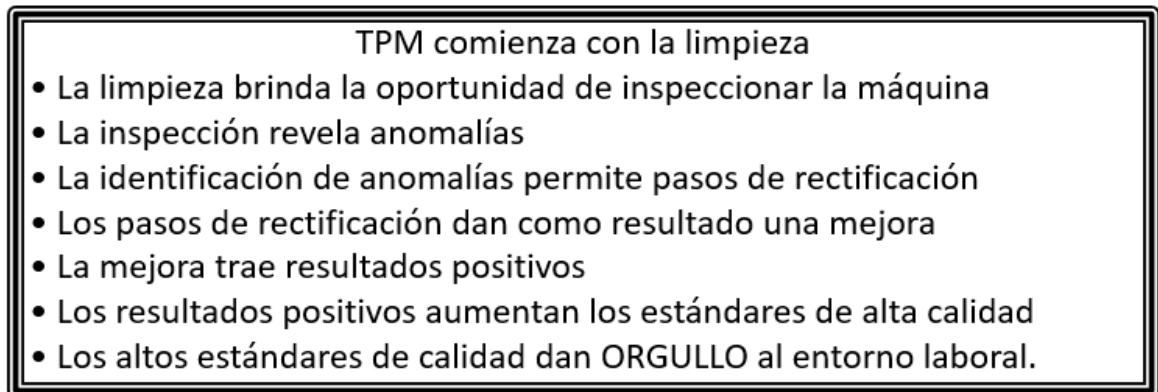 TPM comienza con la limpieza
• La limpieza brinda la oportunidad de inspeccionar la máquina
• La inspección revela anomalías
• La identificación de anomalías permite pasos de rectificación
• Los pasos de rectificación dan como resultado una mejora
• La mejora trae resultados positivos
• Los resultados positivos aumentan los estándares de alta calidad
• Los altos estándares de calidad dan ORGULLO al entorno laboral.